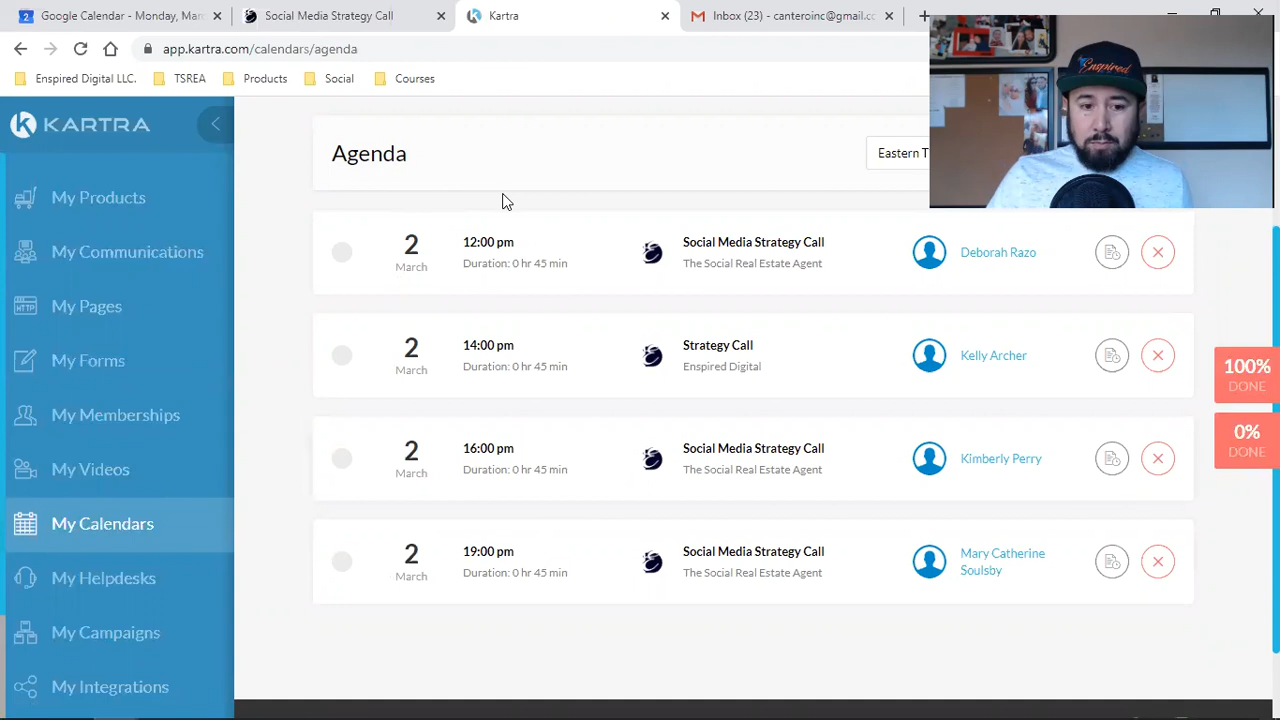 Google Calendar - Monday, Mar
Social Media Strategy Call
Kartra
Inbox (23) - canteroinc@gmail.co
app.kartra.com/calendars/agenda
Enspired Digital LLC.
TSREA
Products
Social
Courses
KARTRA
My Products
My Communications
My Pages
My Forms
My Memberships
My Videos
My Calendars
My Helpdesks
My Campaigns
My Integrations
Agenda
Eastern T
2
March
12:00 pm
Duration: 0 hr 45 min
Social Media Strategy Call
The Social Real Estate Agent
Deborah Razo
2
March
14:00 pm
Duration: 0 hr 45 min
Strategy Call
Enspired Digital
Kelly Archer
2
March
16:00 pm
Duration: 0 hr 45 min
Social Media Strategy Call
The Social Real Estate Agent
Kimberly Perry
2
March
19:00 pm
Duration: 0 hr 45 min
Social Media Strategy Call
The Social Real Estate Agent
Mary Catherine
Soulsby
100%
DONE
0%
DONE
Enspired